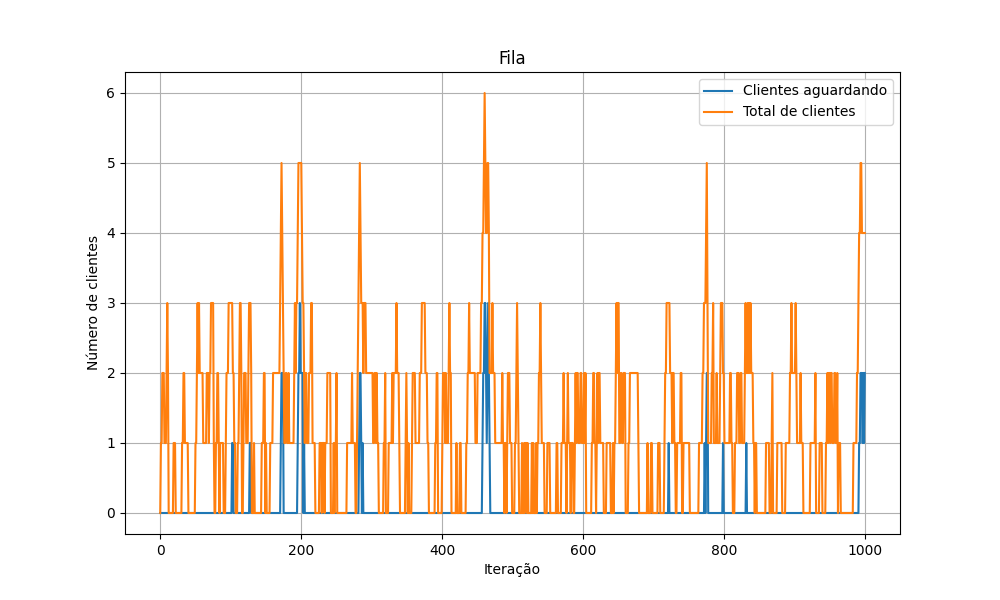 Fila
Clientes aguardando
Total de clientes
6
5
4
3
2
1
0
Número de clientes
0 200 400 600 800 1000
Iteração